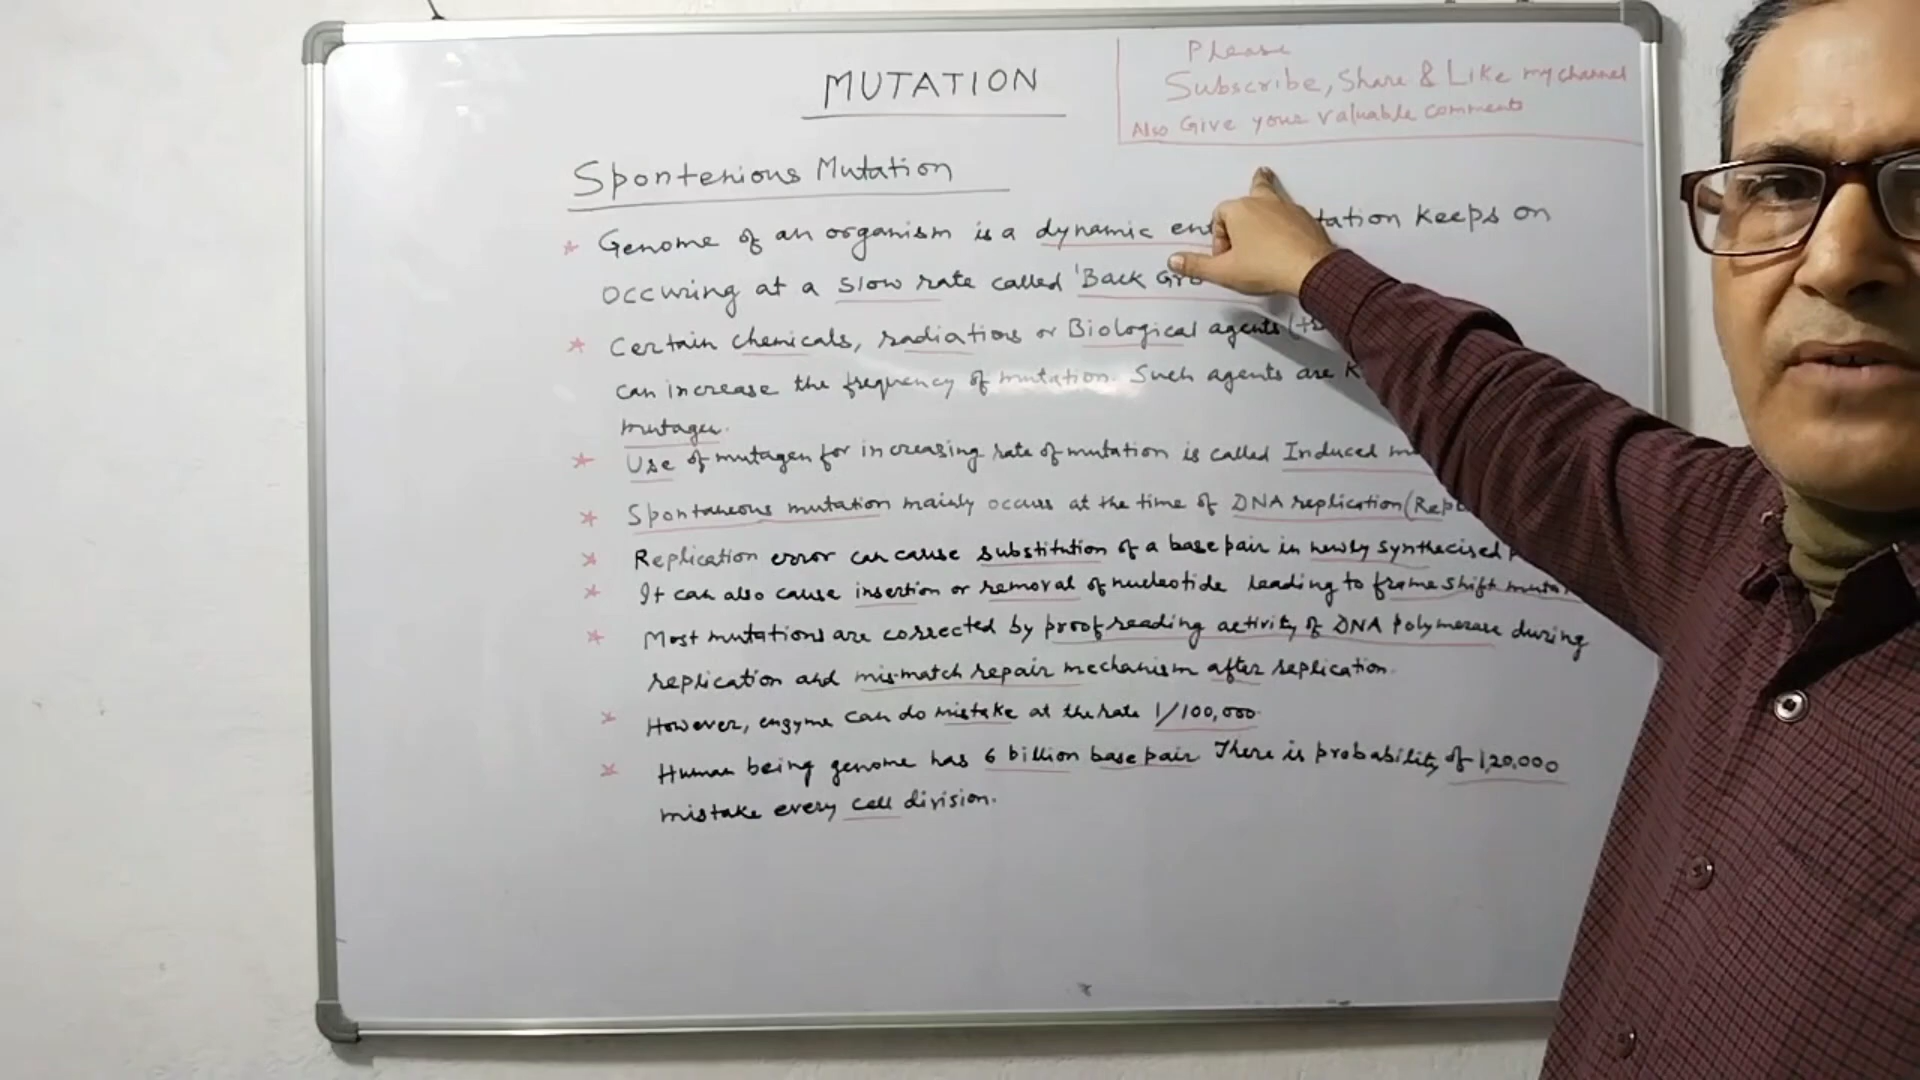 MUTATION
Please
Subscribe, Share & Like my channel
Also Give your valuable comments
Spontenious Mutation
* Genome of an organism is a dynamic ent tation keeps on
occuring at a slow rate called 'Back Gro
* Certain chemicals, radiations or Biological agents (
can increase the frequency of mutation. Such agents are K
mutagen.
* Use of mutagen for increasing rate of mutation is called Induced m
* Spontaneous mutation mainly occurs at the time of DNA replication (Repl
* Replication error can cause substitution of a base pair in newly synthecised
* It can also cause insertion or removal of nucleotide leading to frame shift mutat
* Most mutations are corrected by proof reading activity of DNA polymerase during
replication and mis-match repair mechanism after replication.
* However, enzyme can do mistake at the rate 1/100,000.
* Human being genome has 6 billion base pair. There is probability of 1,20,000
mistake every cell division.